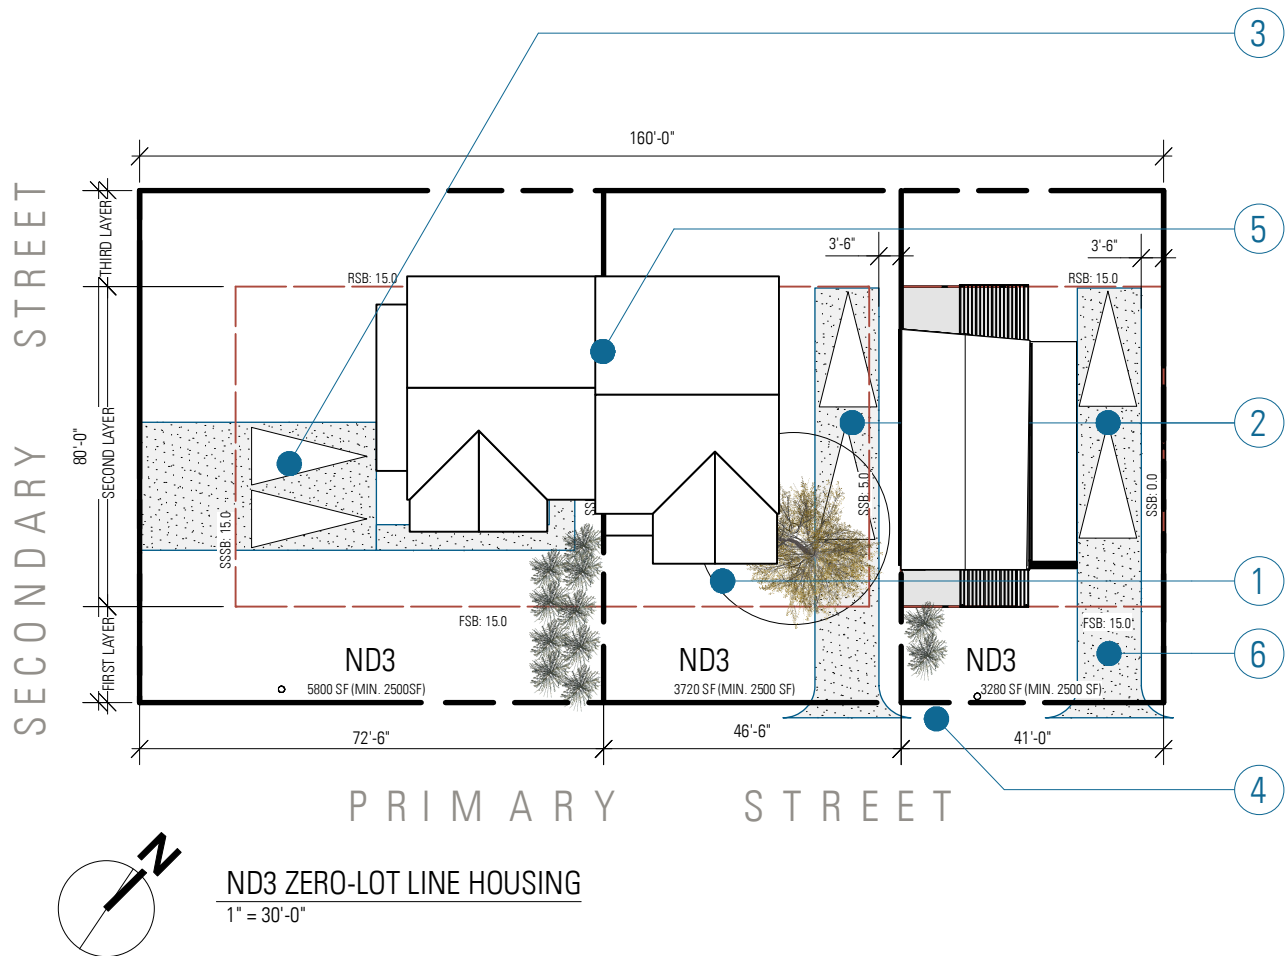 3
160'-0"
SECONDARY STREET
THIRD LAYER
SECOND LAYER
FIRST LAYER
80'-0"
5
3'-6"
3'-6"
RSB: 15.0
RSB: 15.0
2
SSSB: 15.0
SS
SSB: 5.0
SSB: 0.0
1
FSB: 15.0
FSB: 15.0
6
ND3
5800 SF (MIN. 2500SF)
ND3
3720 SF (MIN. 2500 SF)
ND3
3280 SF (MIN. 2500 SF)
72'-6"
46'-6"
41'-0"
4
PRIMARY STREET
N
ND3 ZERO-LOT LINE HOUSING
1" = 30'-0"